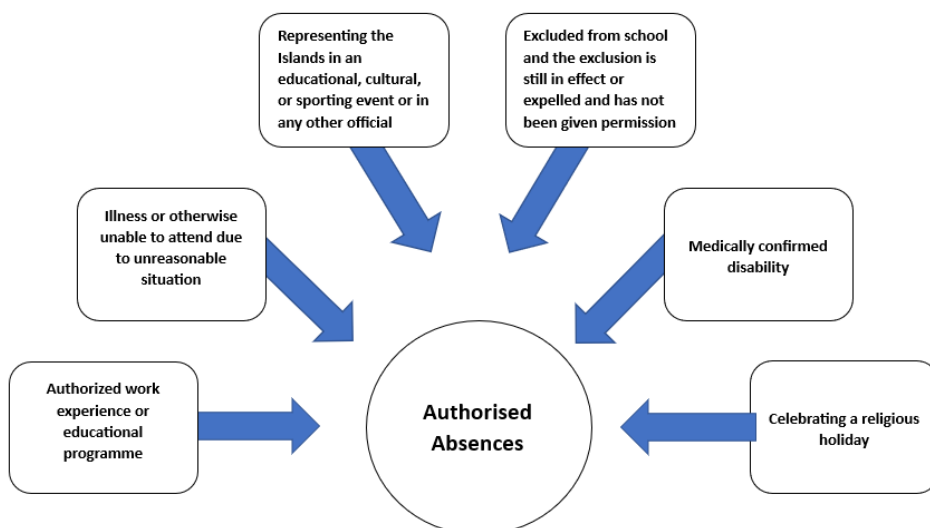 Representing the
Islands in an
educational, cultural,
or sporting event or in
any other official
Excluded from school
and the exclusion is
still in effect or
expelled and has not
been given permission
Illness or otherwise
unable to attend due
to unreasonable
situation
Medically confirmed
disability
Authorized work
experience or
educational
programme
Authorised
Absences
Celebrating a religious
holiday